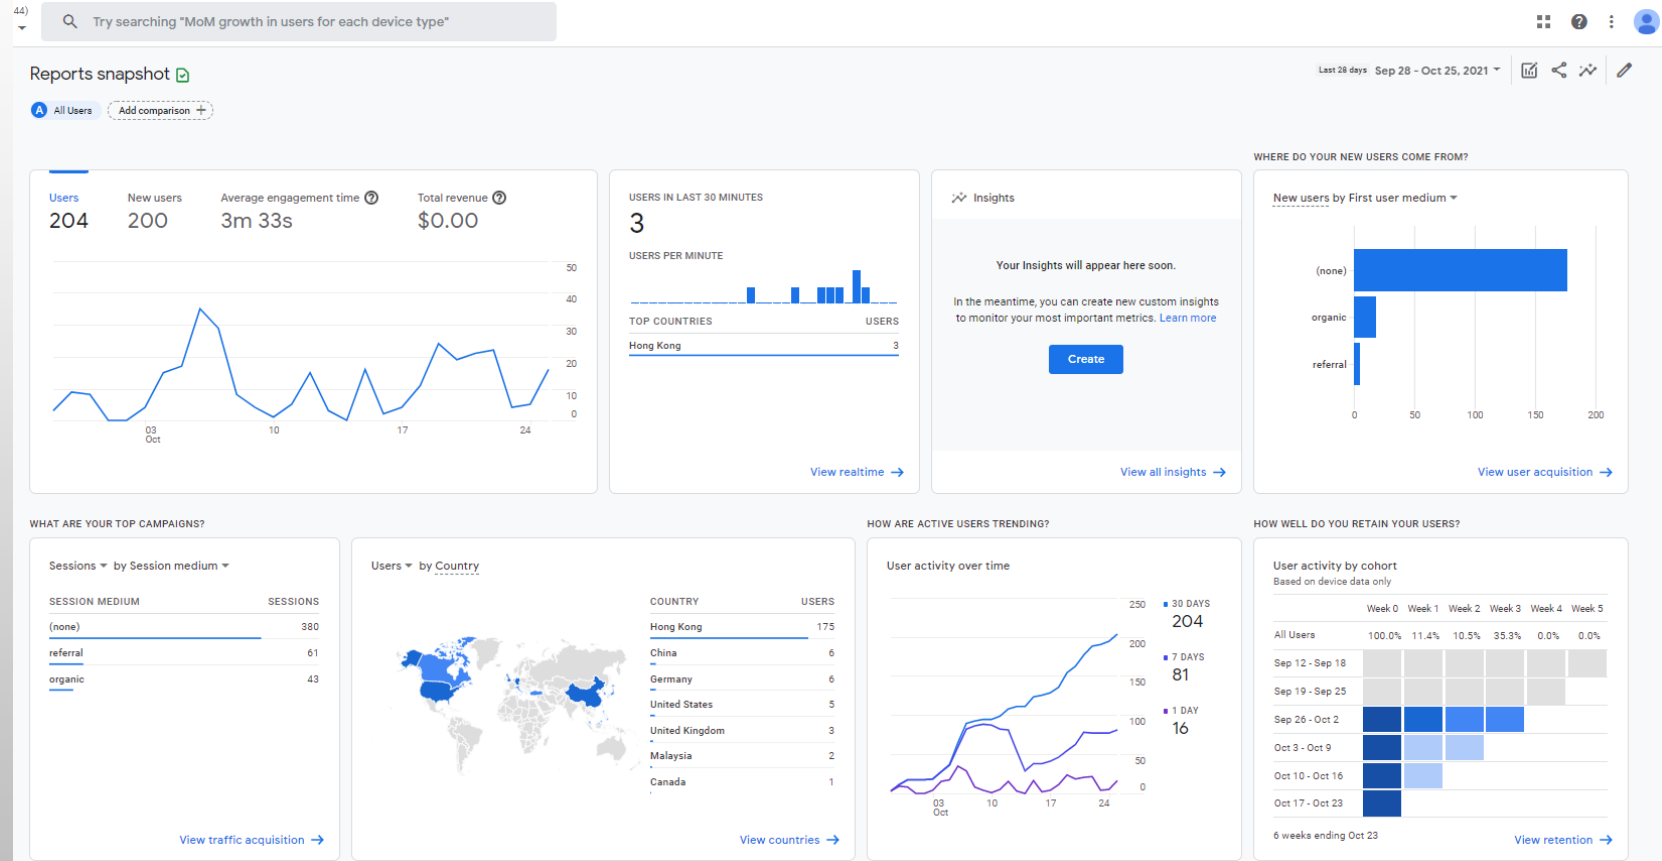 44)
Try searching "MoM growth in users for each device type"
Reports snapshot
Last 28 days Sep 28 - Oct 25, 2021
A All Users Add comparison +
Users New users Average engagement time Total revenue
204 200 3m 33s $0.00
50
40
30
20
10
0
03 10 17 24
Oct
USERS IN LAST 30 MINUTES
3
USERS PER MINUTE
TOP COUNTRIES USERS
Hong Kong 3
View realtime
Insights
Your Insights will appear here soon.
In the meantime, you can create new custom insights
to monitor your most important metrics. Learn more
Create
View all insights
WHERE DO YOUR NEW USERS COME FROM?
New users by First user medium
(none)
organic
referral
0 50 100 150 200
View user acquisition
WHAT ARE YOUR TOP CAMPAIGNS?
Sessions by Session medium
SESSION MEDIUM SESSIONS
(none) 380
referral 61
organic 43
View traffic acquisition
Users by Country
COUNTRY USERS
Hong Kong 175
China 6
Germany 6
United States 5
United Kingdom 3
Malaysia 2
Canada 1
View countries
HOW ARE ACTIVE USERS TRENDING?
User activity over time
250
200
150
100
50
0
03 10 17 24
Oct
30 DAYS
204
7 DAYS
81
1 DAY
16
HOW WELL DO YOU RETAIN YOUR USERS?
User activity by cohort
Based on device data only
Week 0 Week 1 Week 2 Week 3 Week 4 Week 5
All Users 100.0% 11.4% 10.5% 35.3% 0.0% 0.0%
Sep 12 - Sep 18
Sep 19 - Sep 25
Sep 26 - Oct 2
Oct 3 - Oct 9
Oct 10 - Oct 16
Oct 17 - Oct 23
6 weeks ending Oct 23
View retention